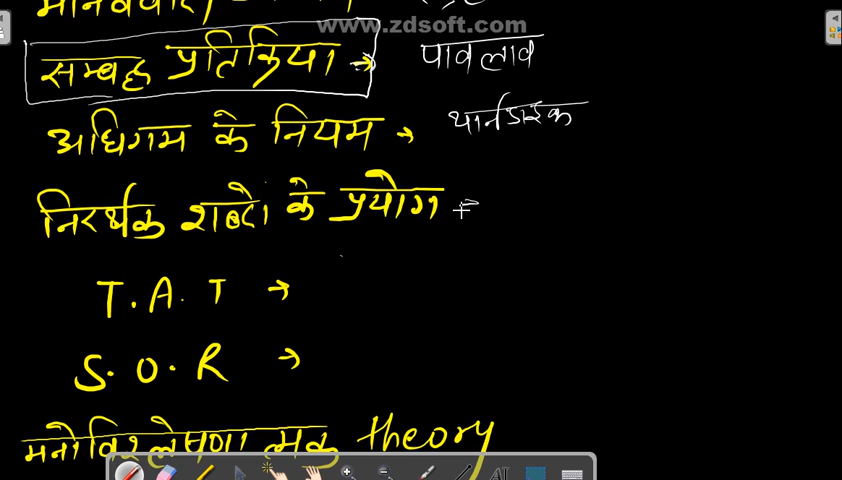 www.zdsoft.com
सम्बद्ध प्रतिक्रिया → पावलाव
अधिगम के नियम → थार्नडाईक
निरर्थक शब्दो के प्रयोग
T. A. T →
S. O. R →
मनोविश्लेषणात्मक theory